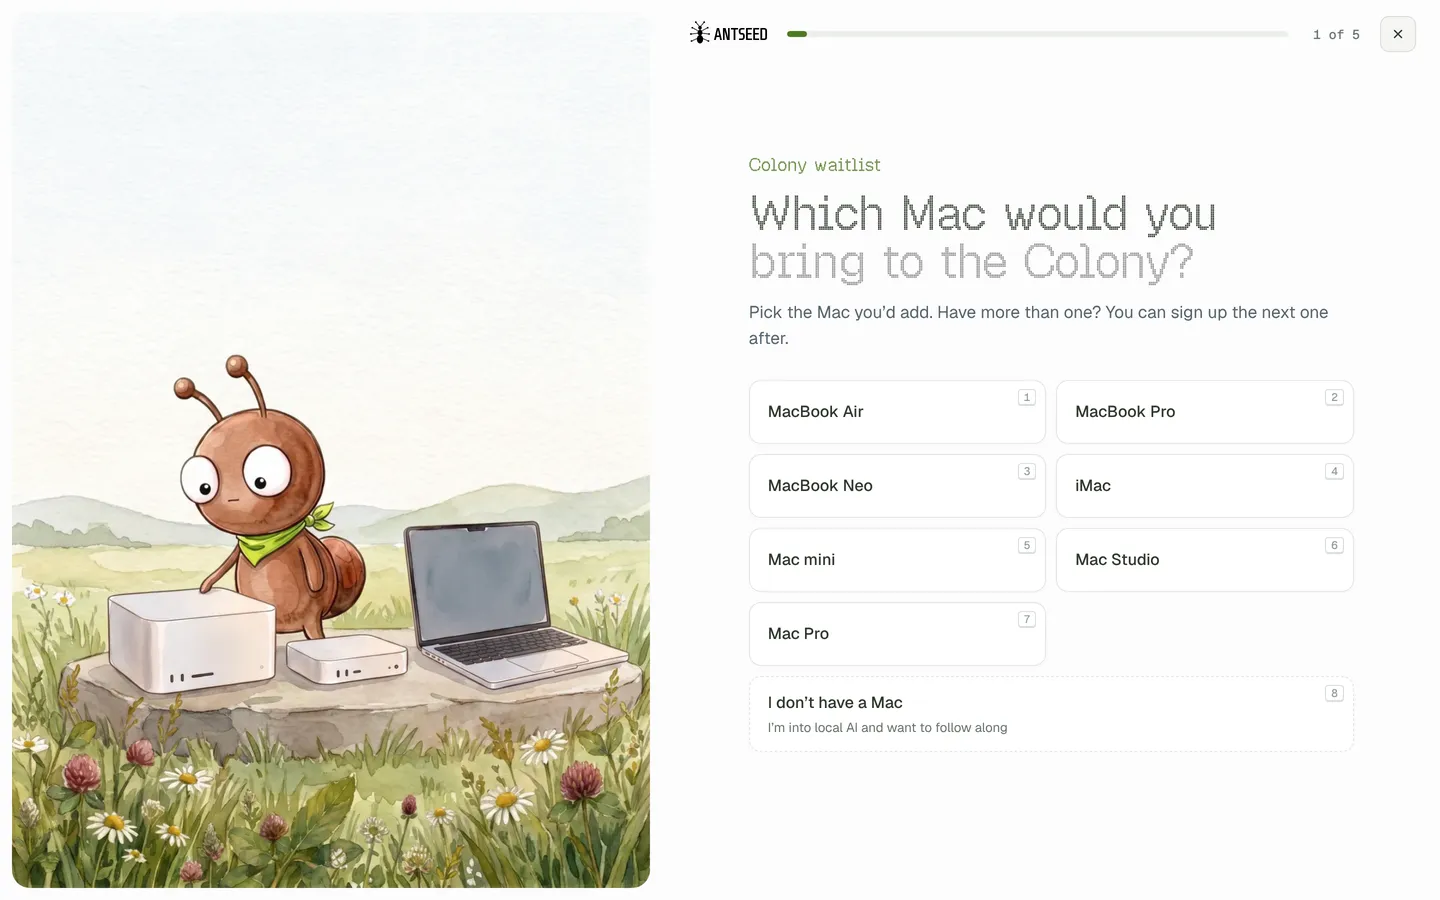 ANTSEED
1 of 5
Colony waitlist
Which Mac would you
bring to the Colony?
Pick the Mac you’d add. Have more than one? You can sign up the next one
after.
MacBook Air 1
MacBook Pro 2
MacBook Neo 3
iMac 4
Mac mini 5
Mac Studio 6
Mac Pro 7
I don’t have a Mac 8
I’m into local AI and want to follow along